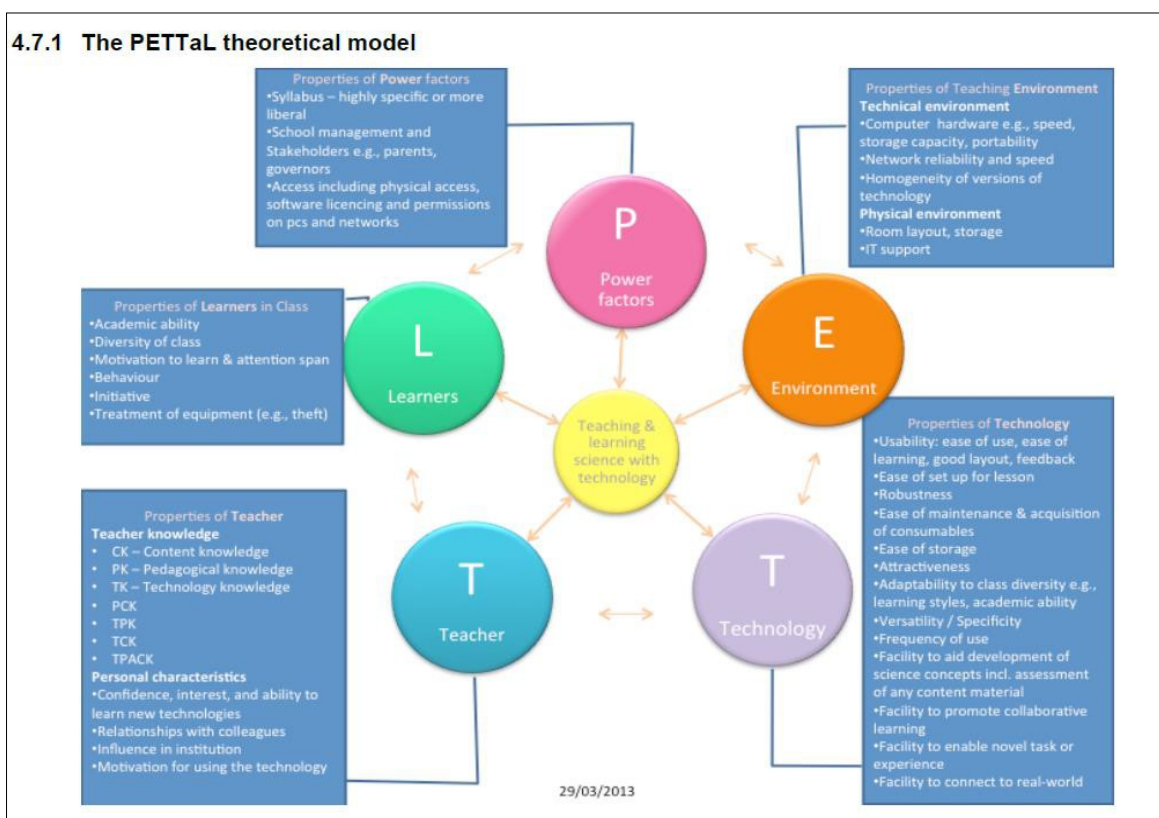 4.7.1 The PETTaL theoretical model
Properties of Power factors
•Syllabus – highly specific or more
liberal
•School management and
Stakeholders e.g., parents,
governors
•Access including physical access,
software licencing and permissions
on pcs and networks
Properties of Teaching Environment
Technical environment
•Computer hardware e.g., speed,
storage capacity, portability
•Network reliability and speed
•Homogeneity of versions of
technology
Physical environment
•Room layout, storage
•IT support
P
Power
factors
Properties of Learners in Class
•Academic ability
•Diversity of class
•Motivation to learn & attention span
•Behaviour
•Initiative
•Treatment of equipment (e.g., theft)
L
Learners
E
Environment
Teaching &
learning
science with
technology
Properties of Teacher
Teacher knowledge
• CK – Content knowledge
• PK – Pedagogical knowledge
• TK – Technology knowledge
• PCK
• TPK
• TCK
• TPACK
Personal characteristics
•Confidence, interest, and ability to
learn new technologies
•Relationships with colleagues
•Influence in institution
•Motivation for using the technology
T
Teacher
T
Technology
Properties of Technology
•Usability: ease of use, ease of
learning, good layout, feedback
•Ease of set up for lesson
•Robustness
•Ease of maintenance & acquisition
of consumables
•Ease of storage
•Attractiveness
•Adaptability to class diversity e.g.,
learning styles, academic ability
•Versatility / Specificity
•Frequency of use
•Facility to aid development of
science concepts incl. assessment
of any content material
•Facility to promote collaborative
learning
•Facility to enable novel task or
experience
•Facility to connect to real-world
29/03/2013